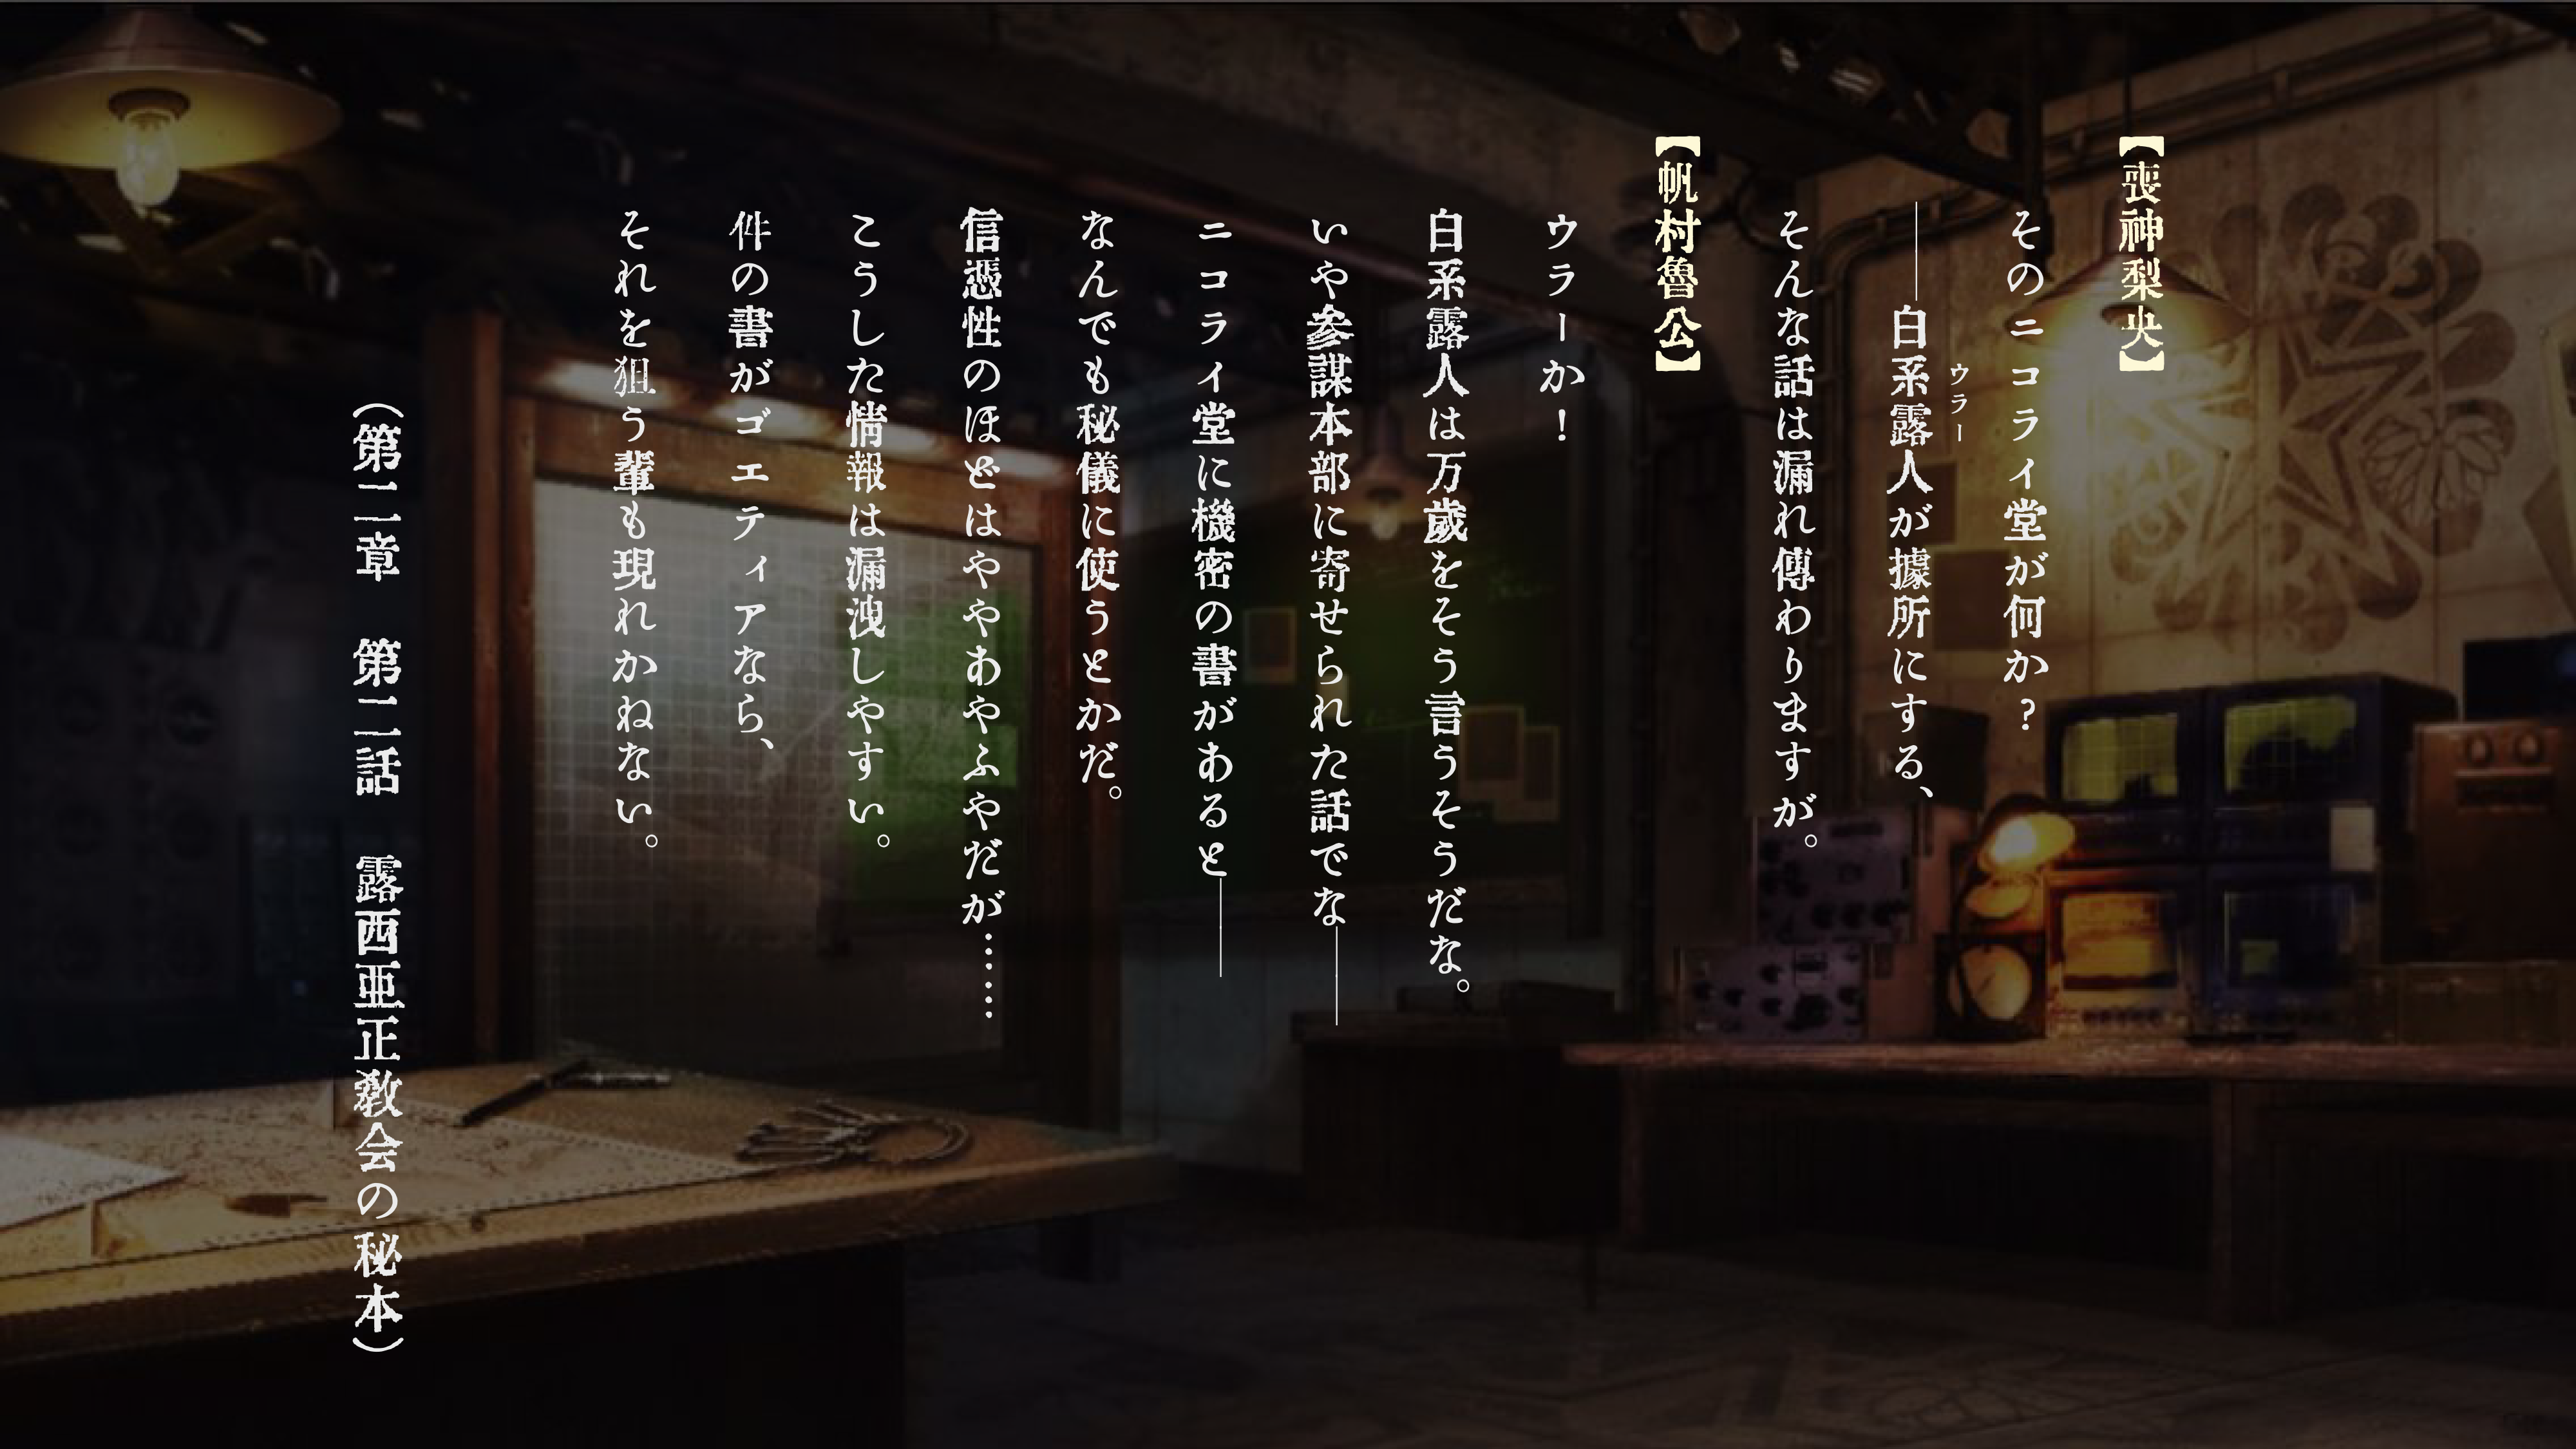 【喪神梨央】
そのニコライ堂が何か？
――白系露人が據所にする、
ウラー
そんな話は漏れ傳わりますが。
【帆村魯公】
ウラーか！
白系露人は万歳をそう言うそうだな。
いや参謀本部に寄せられた話でな――
ニコライ堂に機密の書があると――
なんでも秘儀に使うとかだ。
信憑性のほどはややあやふやだが……
こうした情報は漏洩しやすい。
件の書がゴエティアなら、
それを狙う輩も現れかねない。
（第二章　第二話　露西亜正教会の秘本）